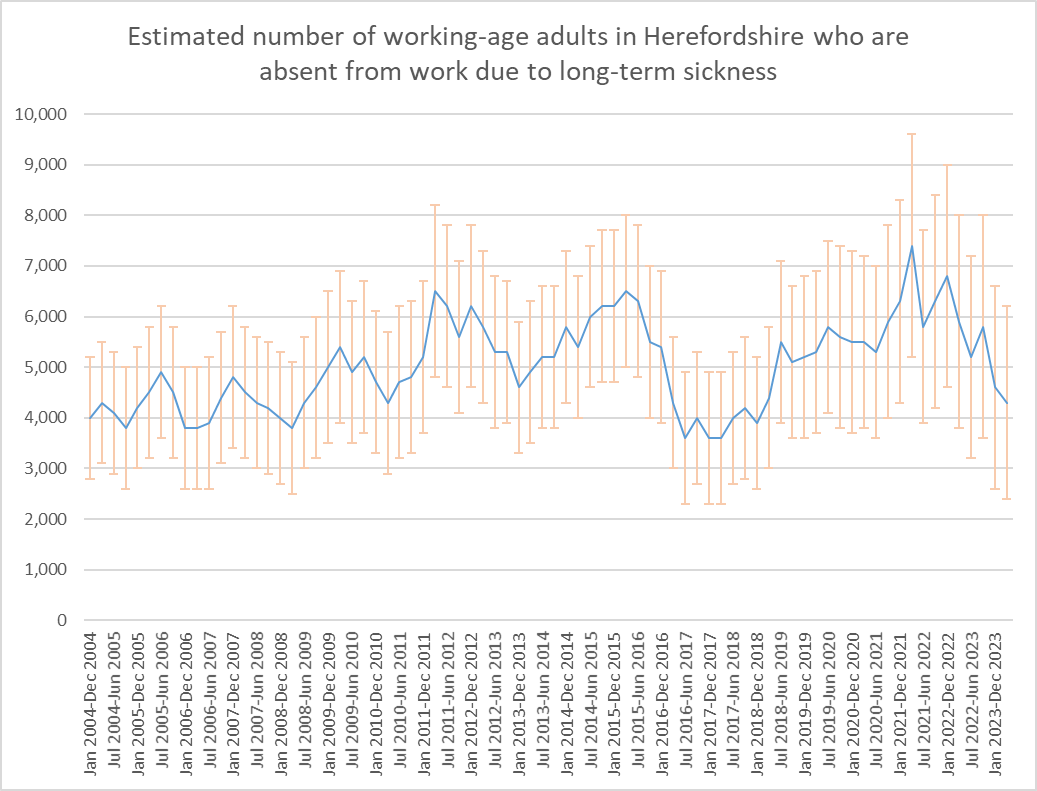 Estimated number of working-age adults in Herefordshire who are
absent from work due to long-term sickness
10,000
9,000
8,000
7,000
6,000
5,000
4,000
3,000
2,000
1,000
0
Jan 2004-Dec 2004
Jul 2004-Jun 2005
Jan 2005-Dec 2005
Jul 2005-Jun 2006
Jan 2006-Dec 2006
Jul 2006-Jun 2007
Jan 2007-Dec 2007
Jul 2007-Jun 2008
Jan 2008-Dec 2008
Jul 2008-Jun 2009
Jan 2009-Dec 2009
Jul 2009-Jun 2010
Jan 2010-Dec 2010
Jul 2010-Jun 2011
Jan 2011-Dec 2011
Jul 2011-Jun 2012
Jan 2012-Dec 2012
Jul 2012-Jun 2013
Jan 2013-Dec 2013
Jul 2013-Jun 2014
Jan 2014-Dec 2014
Jul 2014-Jun 2015
Jan 2015-Dec 2015
Jul 2015-Jun 2016
Jan 2016-Dec 2016
Jul 2016-Jun 2017
Jan 2017-Dec 2017
Jul 2017-Jun 2018
Jan 2018-Dec 2018
Jul 2018-Jun 2019
Jan 2019-Dec 2019
Jul 2019-Jun 2020
Jan 2020-Dec 2020
Jul 2020-Jun 2021
Jan 2021-Dec 2021
Jul 2021-Jun 2022
Jan 2022-Dec 2022
Jul 2022-Jun 2023
Jan 2023-Dec 2023